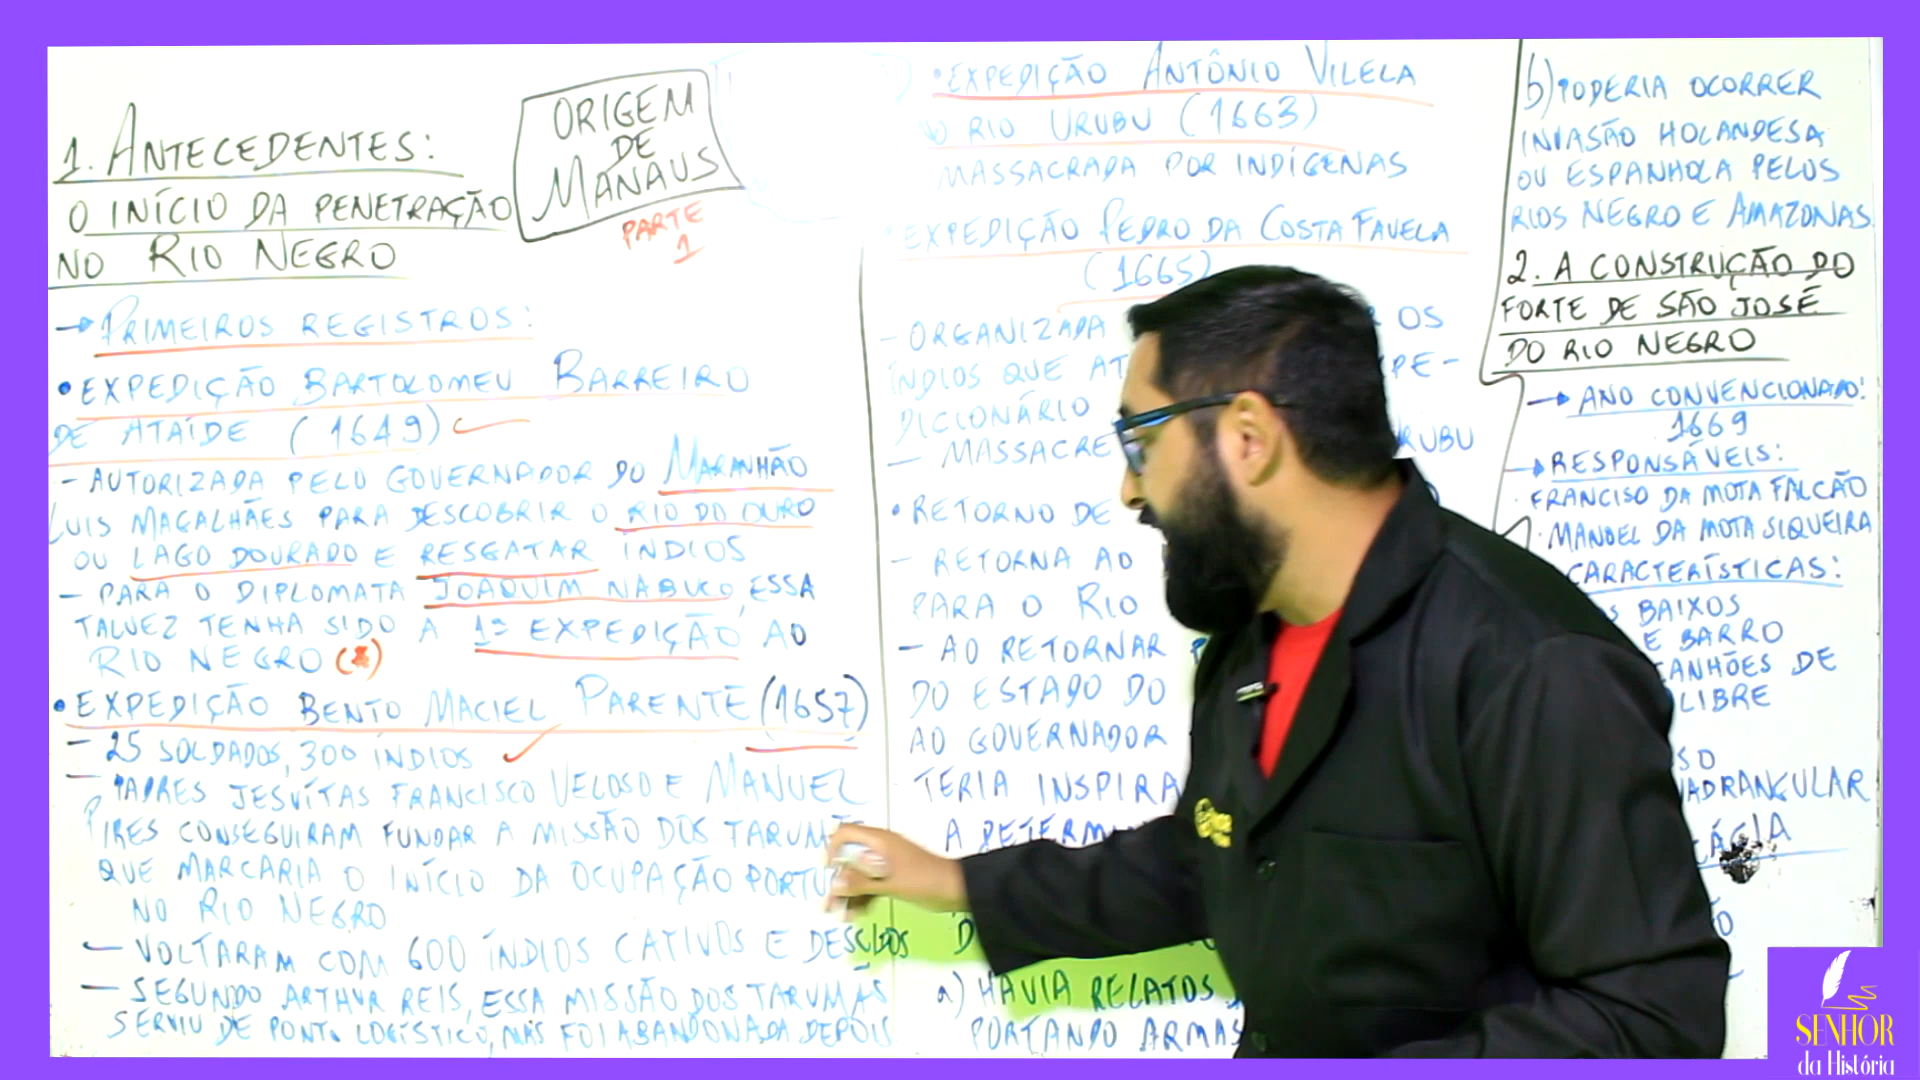 1. ANTECEDENTES:
O INÍCIO DA PENETRAÇÃO
NO RIO NEGRO
ORIGEM
DE
MANAUS
PARTE
1
→ PRIMEIROS REGISTROS:
• EXPEDIÇÃO BARTOLOMEU BARREIRO
DE ATAÍDE (1649)
- AUTORIZADA PELO GOVERNADOR DO MARANHÃO
LUIS MAGALHÃES PARA DESCOBRIR O RIO DO OURO
OU LAGO DOURADO E RESGATAR ÍNDIOS
- PARA O DIPLOMATA JOAQUIM NABUCO, ESSA
TALVEZ TENHA SIDO A 1ª EXPEDIÇÃO AO
RIO NEGRO (*)
• EXPEDIÇÃO BENTO MACIEL PARENTE (1657)
- 25 SOLDADOS, 300 ÍNDIOS
- PADRES JESUÍTAS FRANCISCO VELOSO E MANUEL
PIRES CONSEGUIRAM FUNDAR A MISSÃO DOS
QUE MARCARIA O INÍCIO DA OCUPAÇÃO
NO RIO NEGRO
- VOLTARAM COM 600 ÍNDIOS CATIVOS E DESCIDOS
- SEGUNDO ARTHUR REIS, ESSA MISSÃO DOS TARUMÃS
SERVIU DE PONTO LOGÍSTICO, MAS FOI ABANDONADA DEPOIS
• EXPEDIÇÃO ANTÔNIO VILELA
NO RIO URUBU (1663)
MASSACRADA POR INDÍGENAS
• EXPEDIÇÃO PEDRO DA COSTA FAVELA
(1665)
- ORGANIZADA OS
ÍNDIOS QUE EXPE-
DICIONÁRIO
- MASSACRE URUBU
• RETORNO DE
- RETORNA AO
PARA O RIO
- AO RETORNAR
DO ESTADO DO
AO GOVERNADOR
TERIA
A
a) HAVIA RELATOS
PORTANDO ARMAS
b) PODERIA OCORRER
INVASÃO HOLANDESA
OU ESPANHOLA PELOS
RIOS NEGRO E AMAZONAS
2. A CONSTRUÇÃO DO
FORTE DE SÃO JOSÉ
DO RIO NEGRO
→ ANO CONVENCIONADO:
1669
→ RESPONSÁVEIS:
· FRANCISO DA MOTA FALCÃO
· MANOEL DA MOTA SIQUEIRA
CARACTERÍSTICAS:
BAIXOS
E BARRO
CANHÕES DE
SENHOR
da História